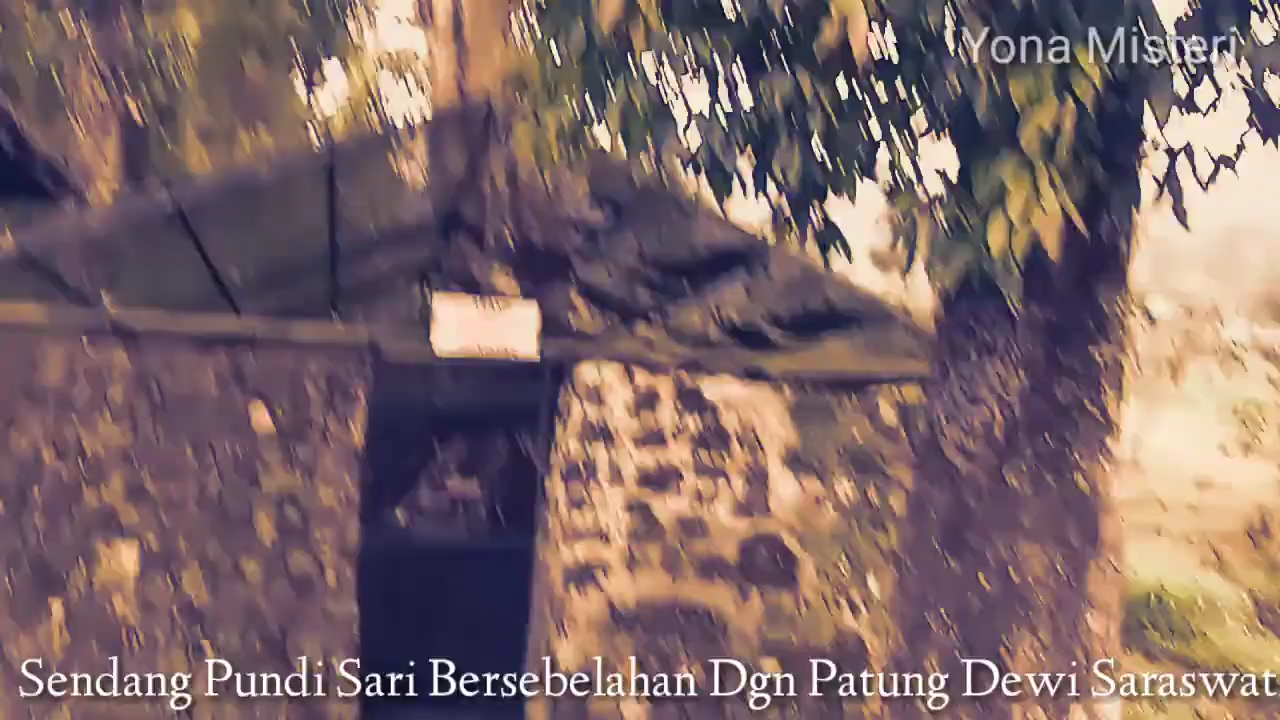 Yona Misteri
Sendang Pundi Sari Bersebelahan Dgn Patung Dewi Saraswat